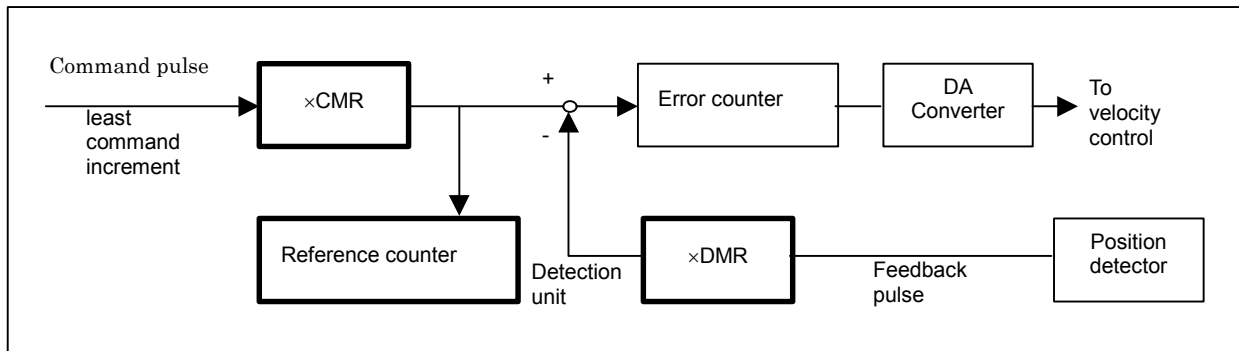 Command pulse
least
command
increment
×CMR
+
-
Error counter
DA
Converter
To
velocity
control
Reference counter
Detection
unit
×DMR
Feedback
pulse
Position
detector